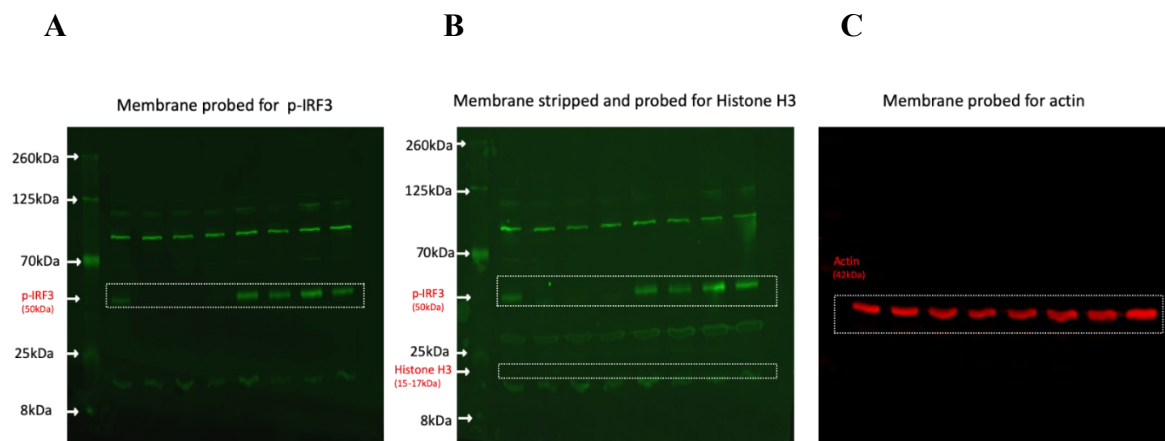 A
B
C
Membrane probed for p-IRF3
Membrane stripped and probed for Histone H3
Membrane probed for actin
260kDa
125kDa
70kDa
p-IRF3
(50kDa)
25kDa
8kDa
260kDa
125kDa
70kDa
p-IRF3
(50kDa)
25kDa
Histone H3
(15-17kDa)
8kDa
Actin
(42kDa)